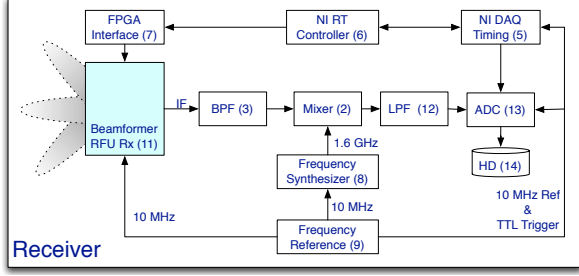 FPGA
Interface (7)
NI RT
Controller (6)
NI DAQ
Timing (5)
Beamformer
RFU Rx (11)
IF
BPF (3)
Mixer (2)
LPF (12)
ADC (13)
1.6 GHz
Frequency
Synthesizer (8)
HD (14)
10 MHz
10 MHz
Frequency
Reference (9)
10 MHz Ref
&
TTL Trigger
Receiver